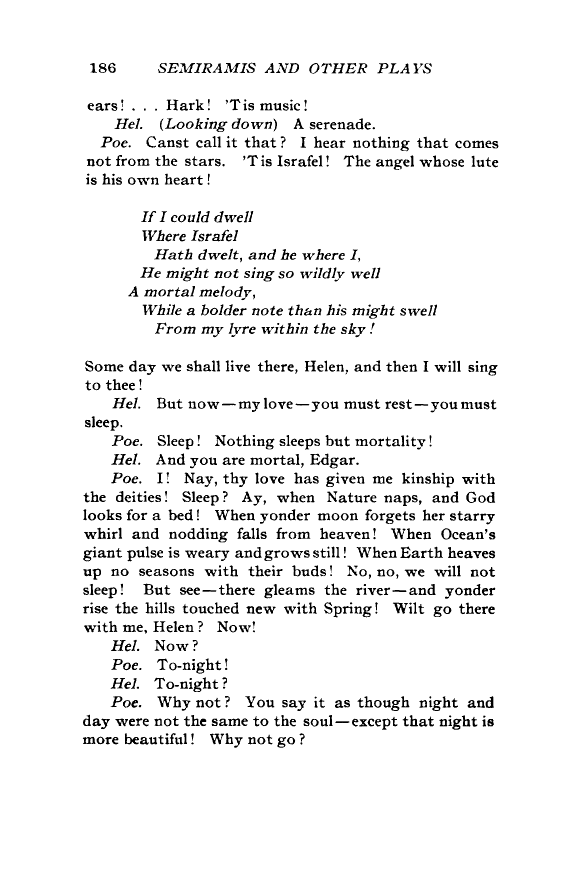 186 SEMIRAMIS AND OTHER PLAYS
ears! . . . Hark! 'Tis music!
Hel. (Looking down) A serenade.
Poe. Canst call it that? I hear nothing that comes
not from the stars. 'Tis Israfel! The angel whose lute
is his own heart!
If I could dwell
Where Israfel
Hath dwelt, and he where I,
He might not sing so wildly well
A mortal melody,
While a bolder note than his might swell
From my lyre within the sky!
Some day we shall live there, Helen, and then I will sing
to thee!
Hel. But now—my love—you must rest—you must
sleep.
Poe. Sleep! Nothing sleeps but mortality!
Hel. And you are mortal, Edgar.
Poe. I! Nay, thy love has given me kinship with
the deities! Sleep? Ay, when Nature naps, and God
looks for a bed! When yonder moon forgets her starry
whirl and nodding falls from heaven! When Ocean's
giant pulse is weary and grows still! When Earth heaves
up no seasons with their buds! No, no, we will not
sleep! But see—there gleams the river—and yonder
rise the hills touched new with Spring! Wilt go there
with me, Helen? Now!
Hel. Now?
Poe. To-night!
Hel. To-night?
Poe. Why not? You say it as though night and
day were not the same to the soul—except that night is
more beautiful! Why not go?